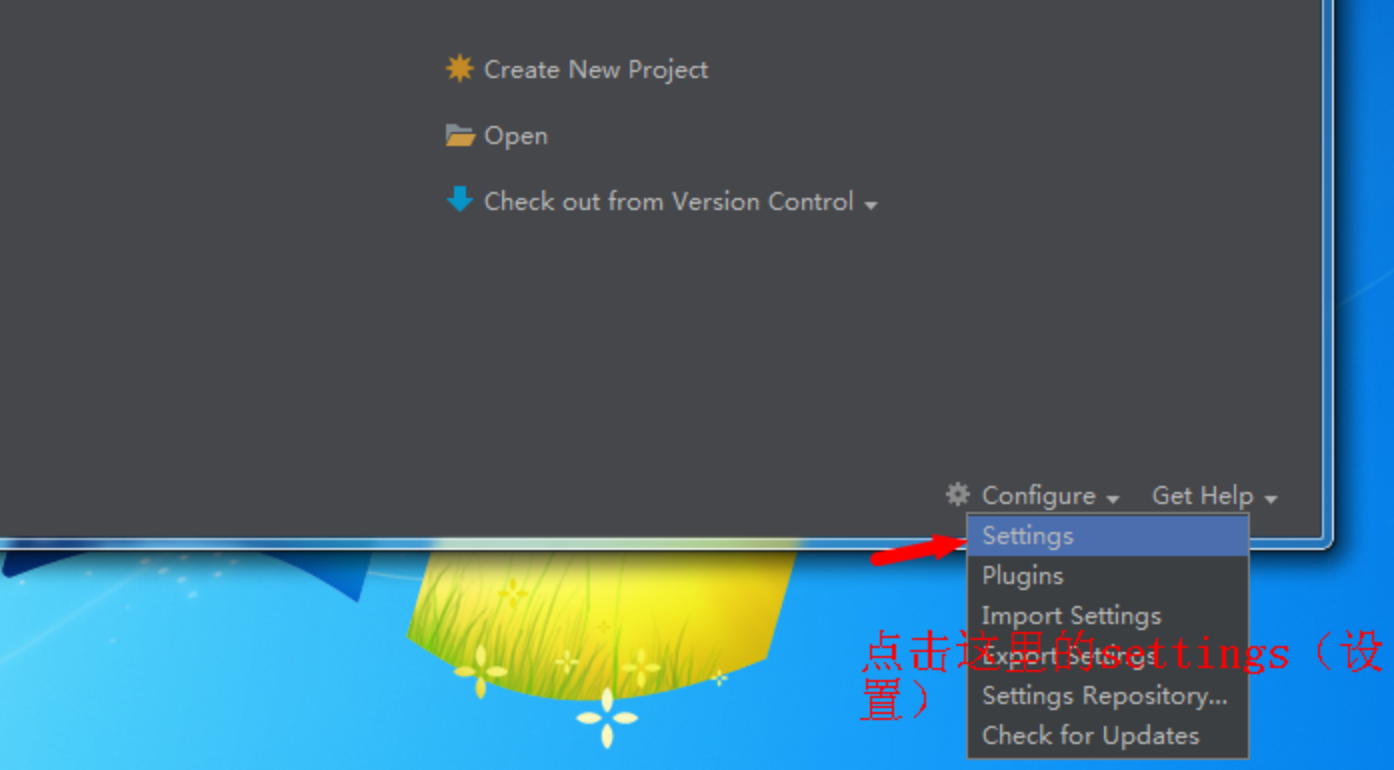 Create New Project
Open
Check out from Version Control
Configure
Get Help
Settings
Plugins
Import Settings
Export Settings
Settings Repository...
Check for Updates
点击这里的settings（设
置）